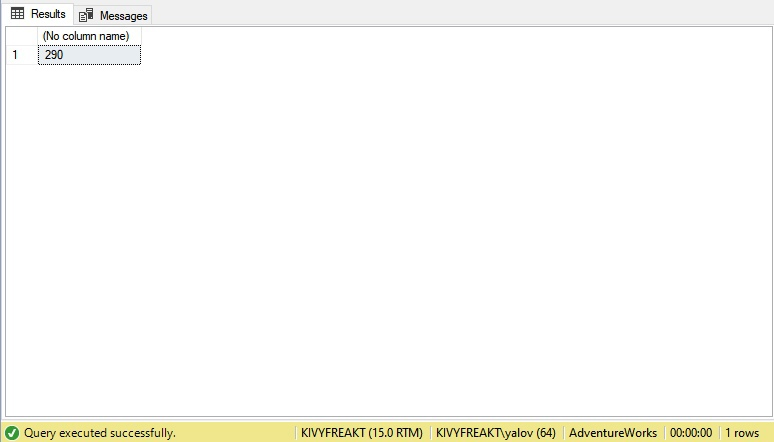 Results Messages
(No column name)
1 290
Query executed successfully. KIVYFREAKT (15.0 RTM) KIVYFREAKT\yalov (64) AdventureWorks 00:00:00 1 rows